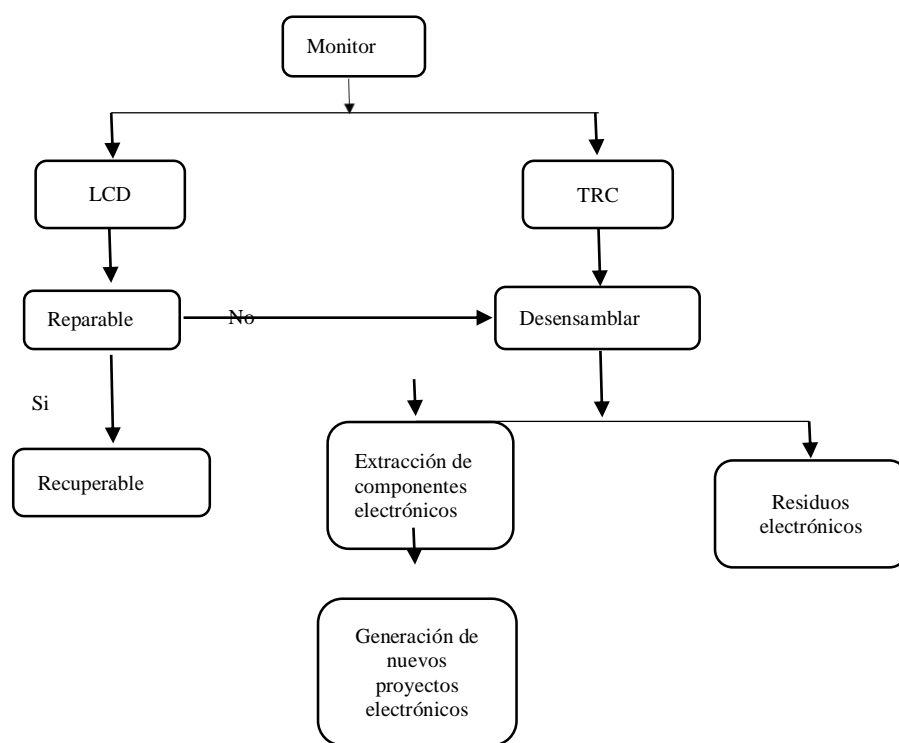 Monitor
LCD
TRC
Reparable
No
Desensamblar
Si
Recuperable
Extracción de
componentes
electrónicos
Residuos
electrónicos
Generación de
nuevos
proyectos
electrónicos